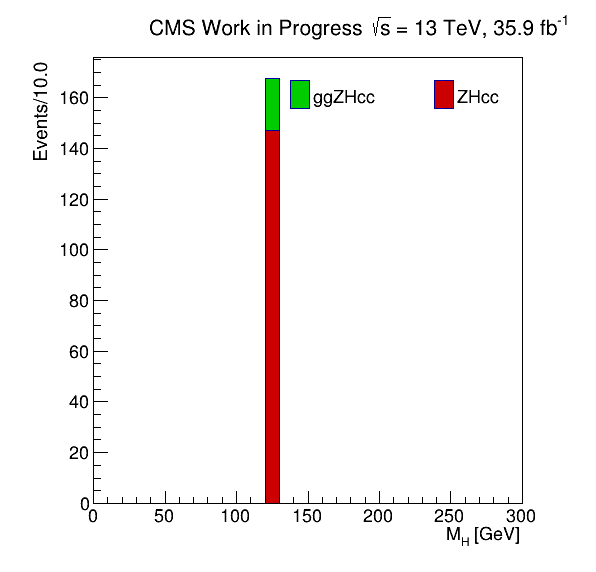 CMS Work in Progress √s = 13 TeV, 35.9 fb⁻¹
Events/10.0
ggZHcc ZHcc
160
140
120
100
80
60
40
20
0
0 50 100 150 200 250 300
M_H [GeV]